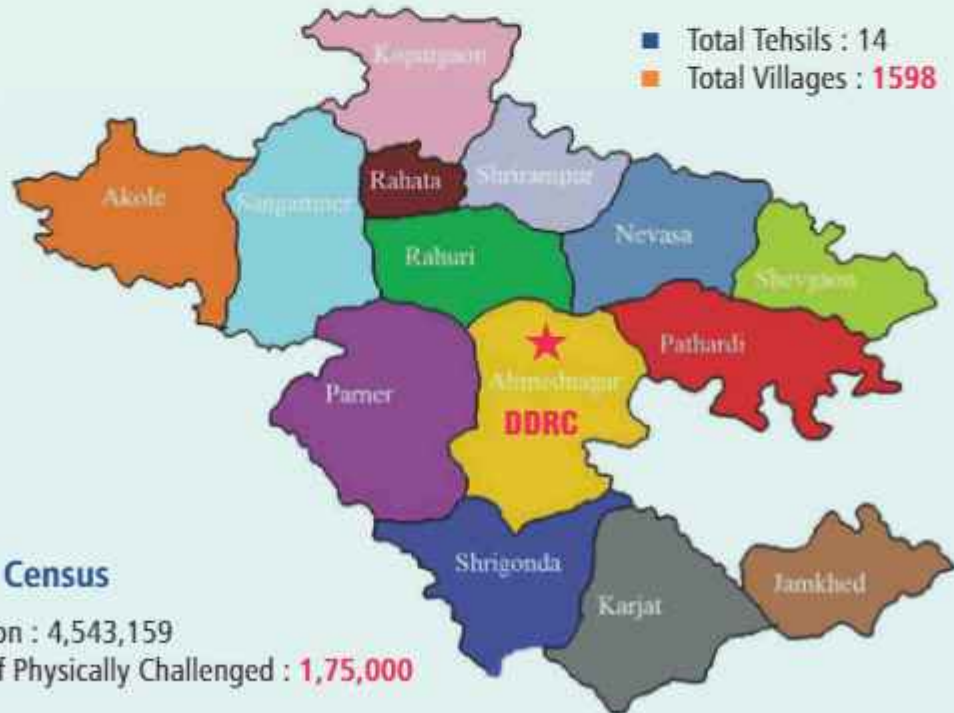 Total Tehsils : 14
Total Villages : 1598
Kopargaon
Akole
Sangamner
Rahata
Shrirampur
Rahuri
Nevasa
Shevgaon
Parner
Ahmednagar
DDRC
Pathardi
Shrigonda
Karjat
Jamkhed
Census
on : 4,543,159
f Physically Challenged : 1,75,000